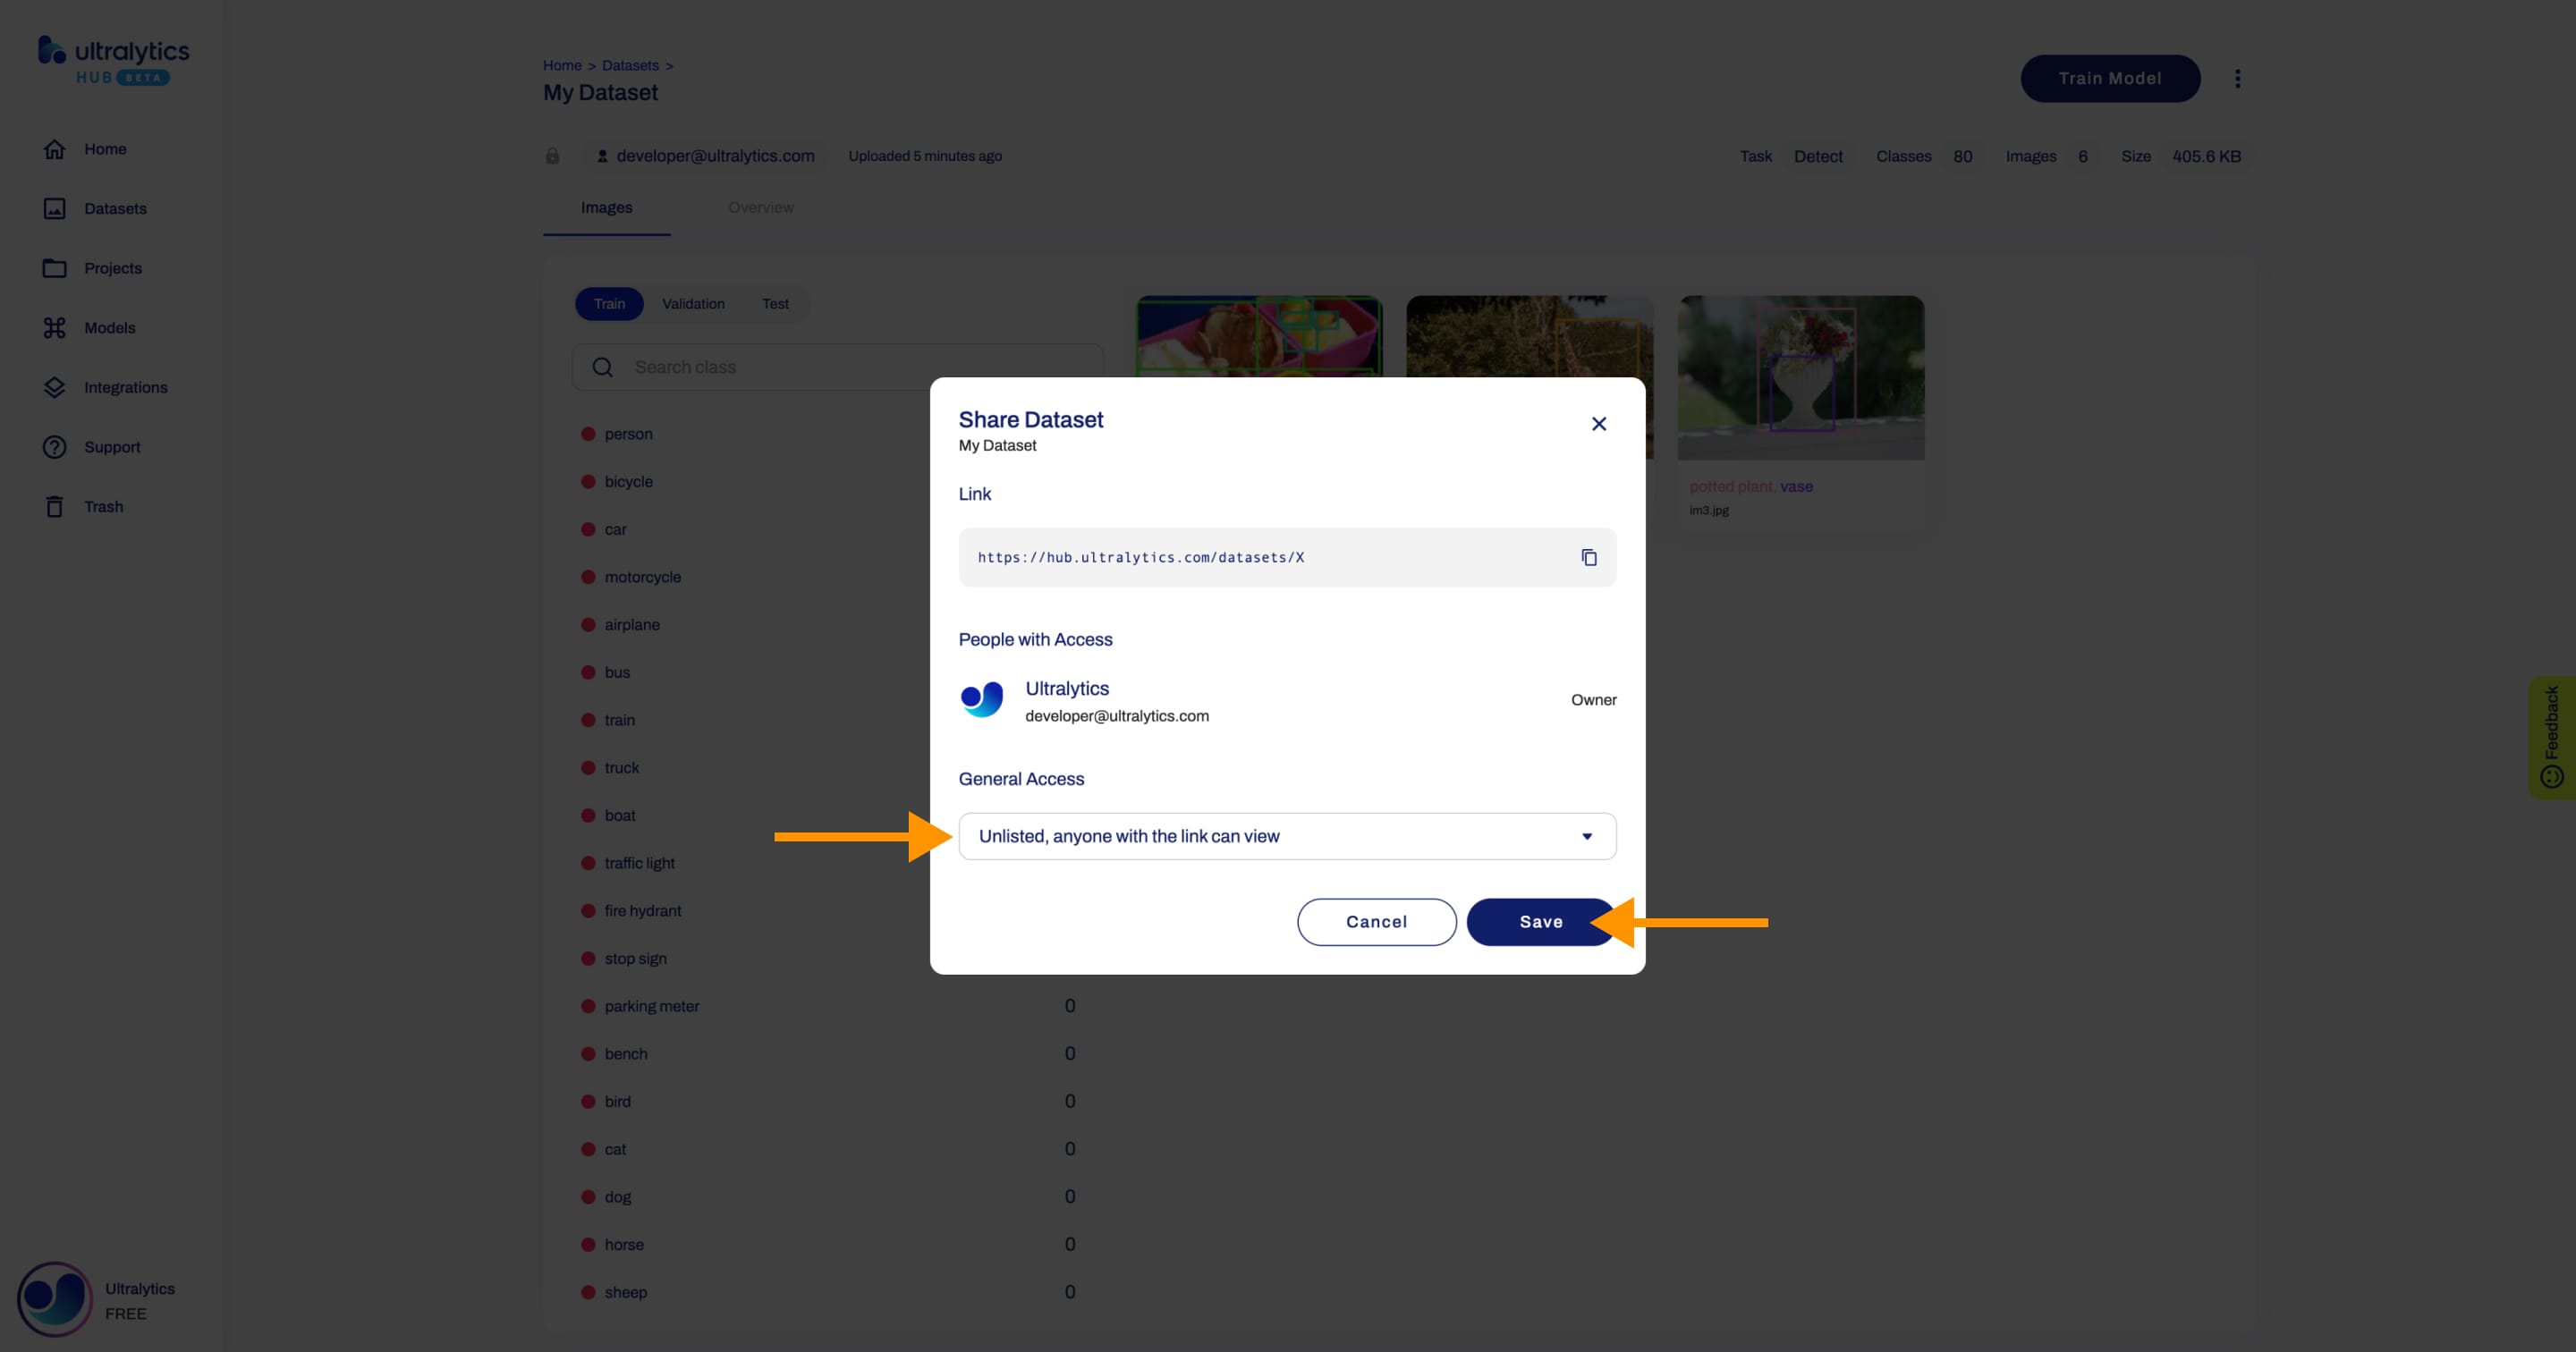 ultralytics
HUB BETA
Home
Datasets
Projects
Models
Integrations
Support
Trash
Ultralytics
FREE
Home > Datasets >
My Dataset
Train Model
developer@ultralytics.com
Uploaded 5 minutes ago
Task Detect Classes 80 Images 6 Size 405.6 KB
Images Overview
Train Validation Test
Search class
person
bicycle
car
motorcycle
airplane
bus
train
truck
boat
traffic light
fire hydrant
stop sign
parking meter 0
bench 0
bird 0
cat 0
dog 0
horse 0
sheep 0
potted plant, vase
im3.jpg
Share Dataset
My Dataset
Link
https://hub.ultralytics.com/datasets/X
People with Access
Ultralytics
developer@ultralytics.com
Owner
General Access
Unlisted, anyone with the link can view
Cancel Save
Feedback